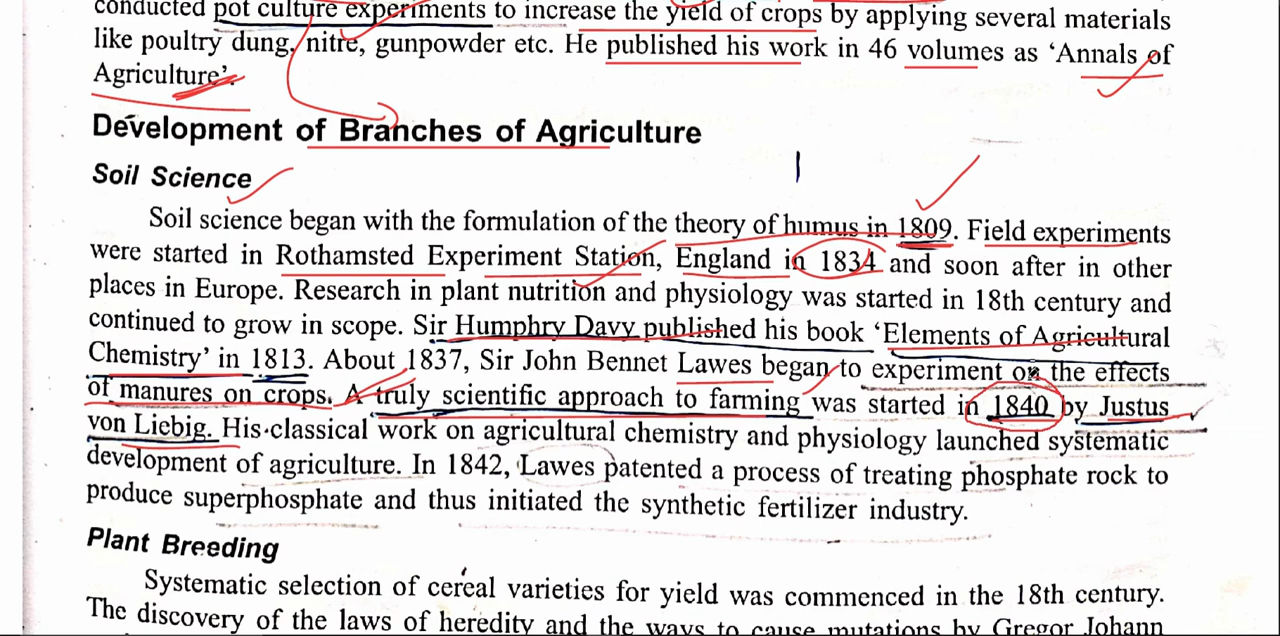 conducted pot culture experiments to increase the yield of crops by applying several materials
like poultry dung, nitre, gunpowder etc. He published his work in 46 volumes as ‘Annals of
Agriculture’.
Development of Branches of Agriculture
Soil Science
Soil science began with the formulation of the theory of humus in 1809. Field experiments
were started in Rothamsted Experiment Station, England in 1834 and soon after in other
places in Europe. Research in plant nutrition and physiology was started in 18th century and
continued to grow in scope. Sir Humphry Davy published his book ‘Elements of Agricultural
Chemistry’ in 1813. About 1837, Sir John Bennet Lawes began to experiment on the effects
of manures on crops. A truly scientific approach to farming was started in 1840 by Justus
von Liebig. His classical work on agricultural chemistry and physiology launched systematic
development of agriculture. In 1842, Lawes patented a process of treating phosphate rock to
produce superphosphate and thus initiated the synthetic fertilizer industry.
Plant Breeding
Systematic selection of cereal varieties for yield was commenced in the 18th century.
The discovery of the laws of heredity and the ways to cause mutations by Gregor Johann